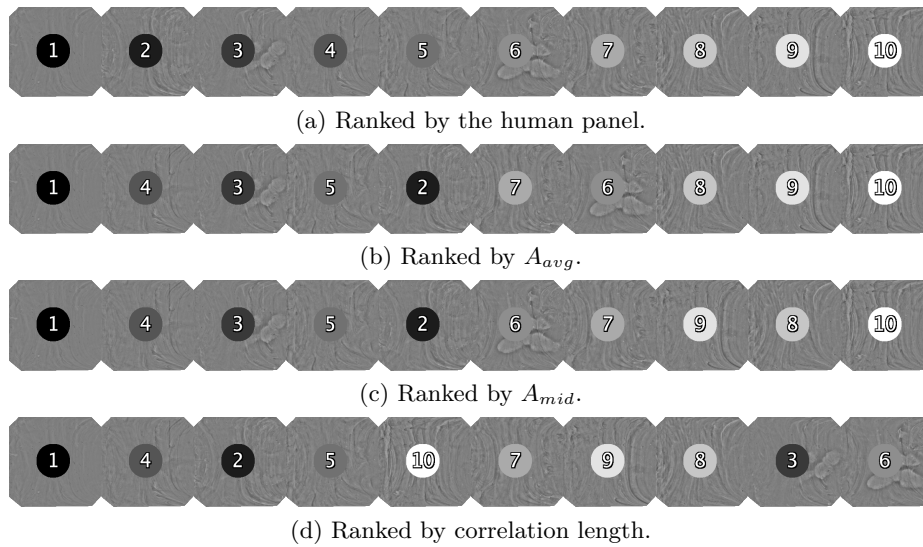 1 2 3 4 5 6 7 8 9 10
(a) Ranked by the human panel.
1 4 3 5 2 7 6 8 9 10
(b) Ranked by A_avg.
1 4 3 5 2 6 7 9 8 10
(c) Ranked by A_mid.
1 4 2 5 10 7 9 8 3 6
(d) Ranked by correlation length.